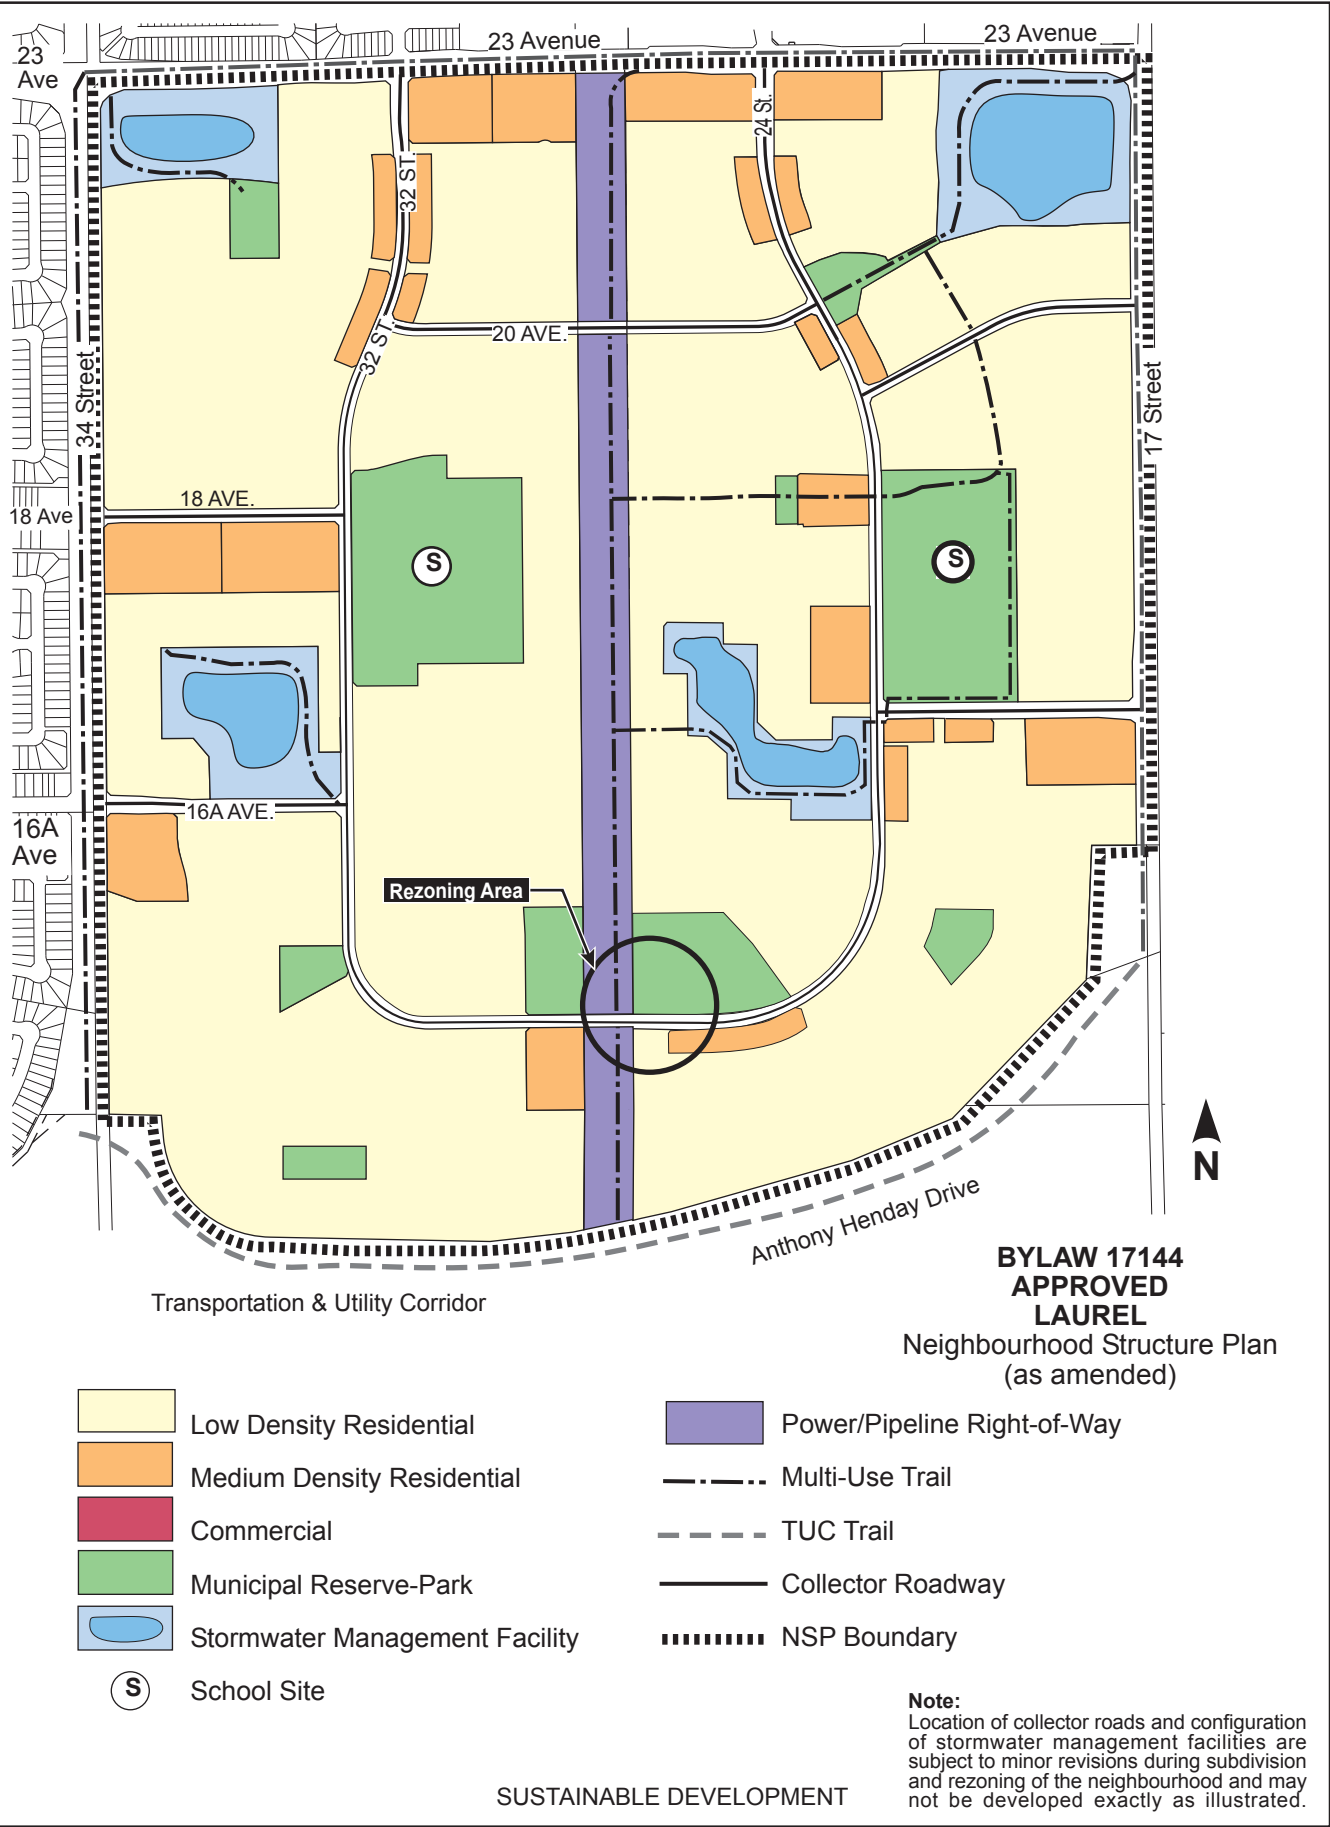 23 Avenue
23 Avenue
23
Ave
24 St.
32 ST.
20 AVE.
32 ST.
34 Street
17 Street
18 AVE.
18 Ave
S
S
16A AVE.
16A
Ave
Rezoning Area
N
Anthony Henday Drive
Transportation & Utility Corridor
BYLAW 17144
APPROVED
LAUREL
Neighbourhood Structure Plan
(as amended)
Low Density Residential
Medium Density Residential
Commercial
Municipal Reserve-Park
Stormwater Management Facility
S School Site
Power/Pipeline Right-of-Way
Multi-Use Trail
TUC Trail
Collector Roadway
NSP Boundary
Note:
Location of collector roads and configuration
of stormwater management facilities are
subject to minor revisions during subdivision
and rezoning of the neighbourhood and may
not be developed exactly as illustrated.
SUSTAINABLE DEVELOPMENT